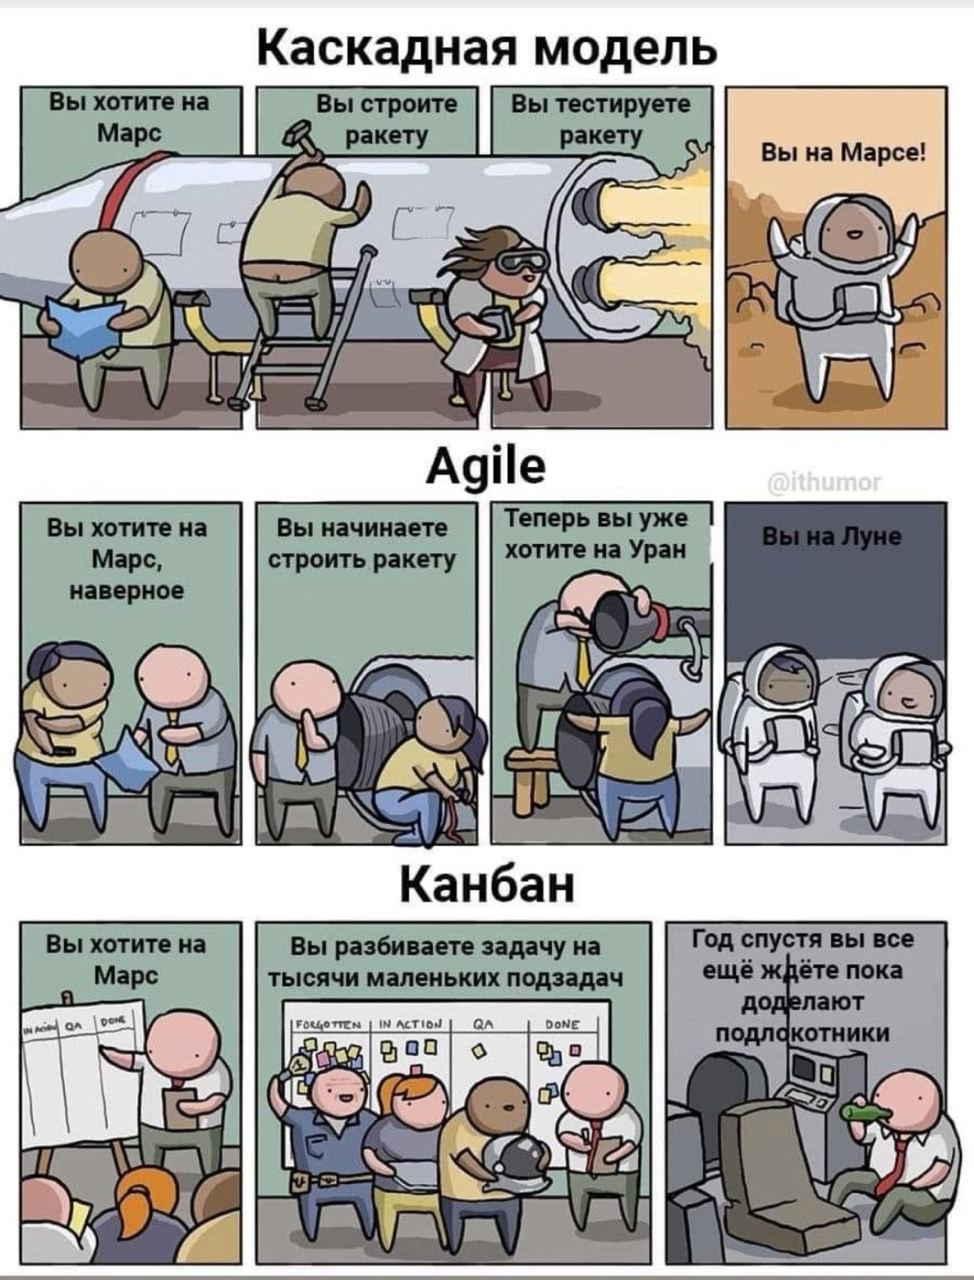 Каскадная модель
Вы хотите на
Марс
Вы строите
ракету
Вы тестируете
ракету
Вы на Марсе!
Agile
@ithumor
Вы хотите на
Марс,
наверное
Вы начинаете
строить ракету
Теперь вы уже
хотите на Уран
Вы на Луне
Канбан
Вы хотите на
Марс
IN ACTION QA DONE
Вы разбиваете задачу на
тысячи маленьких подзадач
FORGOTTEN IN ACTION QA DONE
Год спустя вы все
ещё ждёте пока
доделают
подлокотники